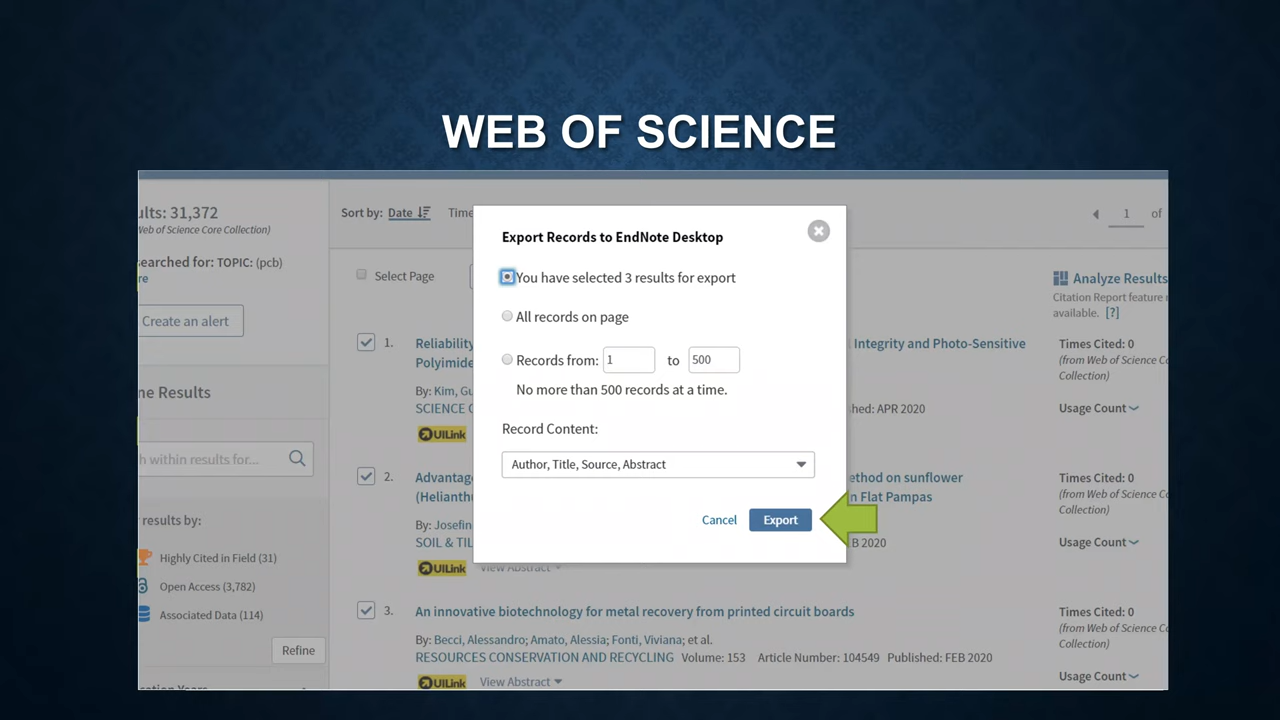 WEB OF SCIENCE
ults: 31,372
Web of Science Core Collection)
earched for: TOPIC: (pcb)
re
Create an alert
ne Results
h within results for...
results by:
Highly Cited in Field (31)
Open Access (3,782)
Associated Data (114)
Refine
Sort by: Date
Time
Select Page
1
of
Analyze Results
Citation Report feature
available. [?]
Export Records to EndNote Desktop
You have selected 3 results for export
All records on page
Records from: 1 to 500
No more than 500 records at a time.
Record Content:
Author, Title, Source, Abstract
Cancel
Export
1.
Reliability
Integrity and Photo-Sensitive
Polyimide
By: Kim, Gu
SCIENCE
hed: APR 2020
UILink
Times Cited: 0
(from Web of Science Co
Collection)
Usage Count
2.
Advantag
ethod on sunflower
(Helianthu
n Flat Pampas
By: Josefin
SOIL & TIL
B 2020
UILink
View Abstract
Times Cited: 0
(from Web of Science Co
Collection)
Usage Count
3.
An innovative biotechnology for metal recovery from printed circuit boards
By: Becci, Alessandro; Amato, Alessia; Fonti, Viviana; et al.
RESOURCES CONSERVATION AND RECYCLING Volume: 153 Article Number: 104549 Published: FEB 2020
UILink
View Abstract
Times Cited: 0
(from Web of Science Co
Collection)
Usage Count